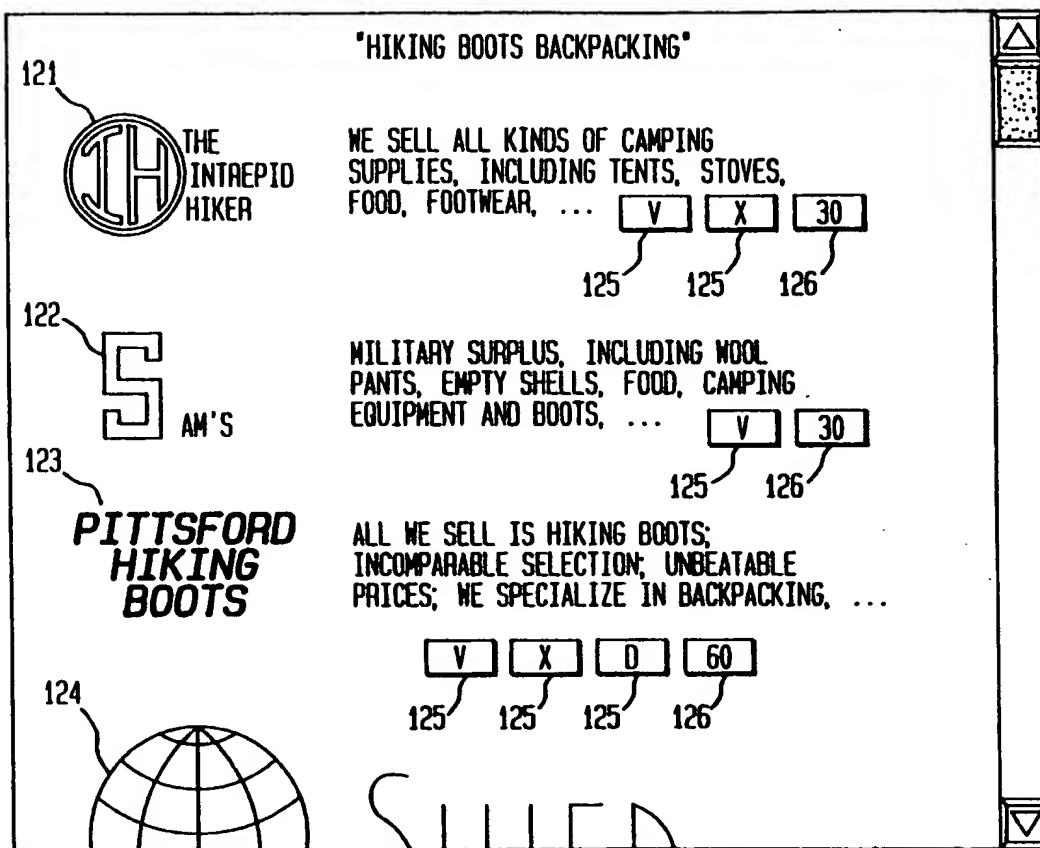 "HIKING BOOTS BACKPACKING"
121
IH
THE
INTREPID
HIKER
WE SELL ALL KINDS OF CAMPING
SUPPLIES, INCLUDING TENTS, STOVES,
FOOD, FOOTWEAR, ...
V X 30
125 125 126
122
SAM'S
MILITARY SURPLUS, INCLUDING WOOL
PANTS, EMPTY SHELLS, FOOD, CAMPING
EQUIPMENT AND BOOTS, ...
V 30
125 126
123
PITTSFORD
HIKING
BOOTS
ALL WE SELL IS HIKING BOOTS;
INCOMPARABLE SELECTION; UNBEATABLE
PRICES; WE SPECIALIZE IN BACKPACKING, ...
V X D 60
125 125 125 126
124